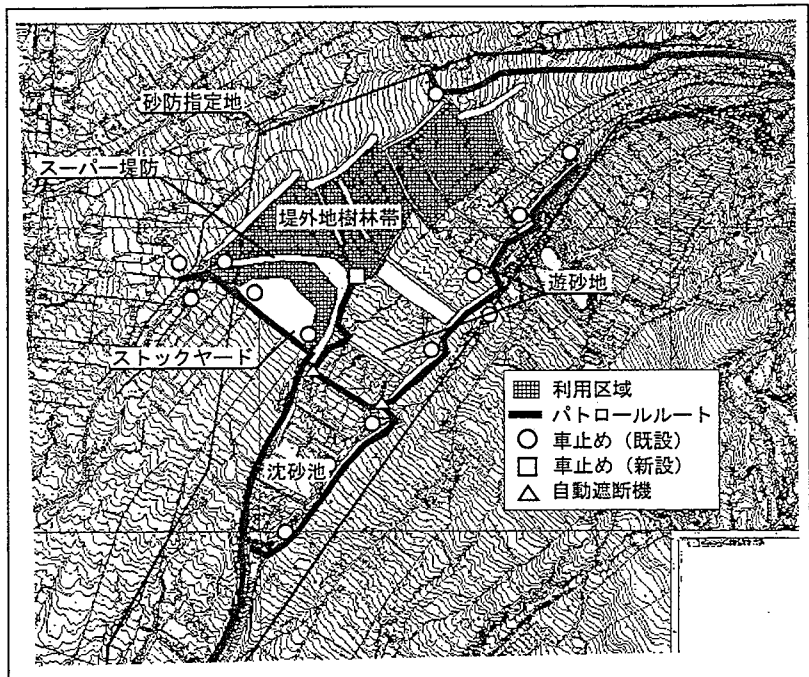 砂防指定地
スーパー堤防
堤外地樹林帯
遊砂地
ストックヤード
沈砂池
利用区域
パトロールルート
車止め（既設）
車止め（新設）
自動遮断機